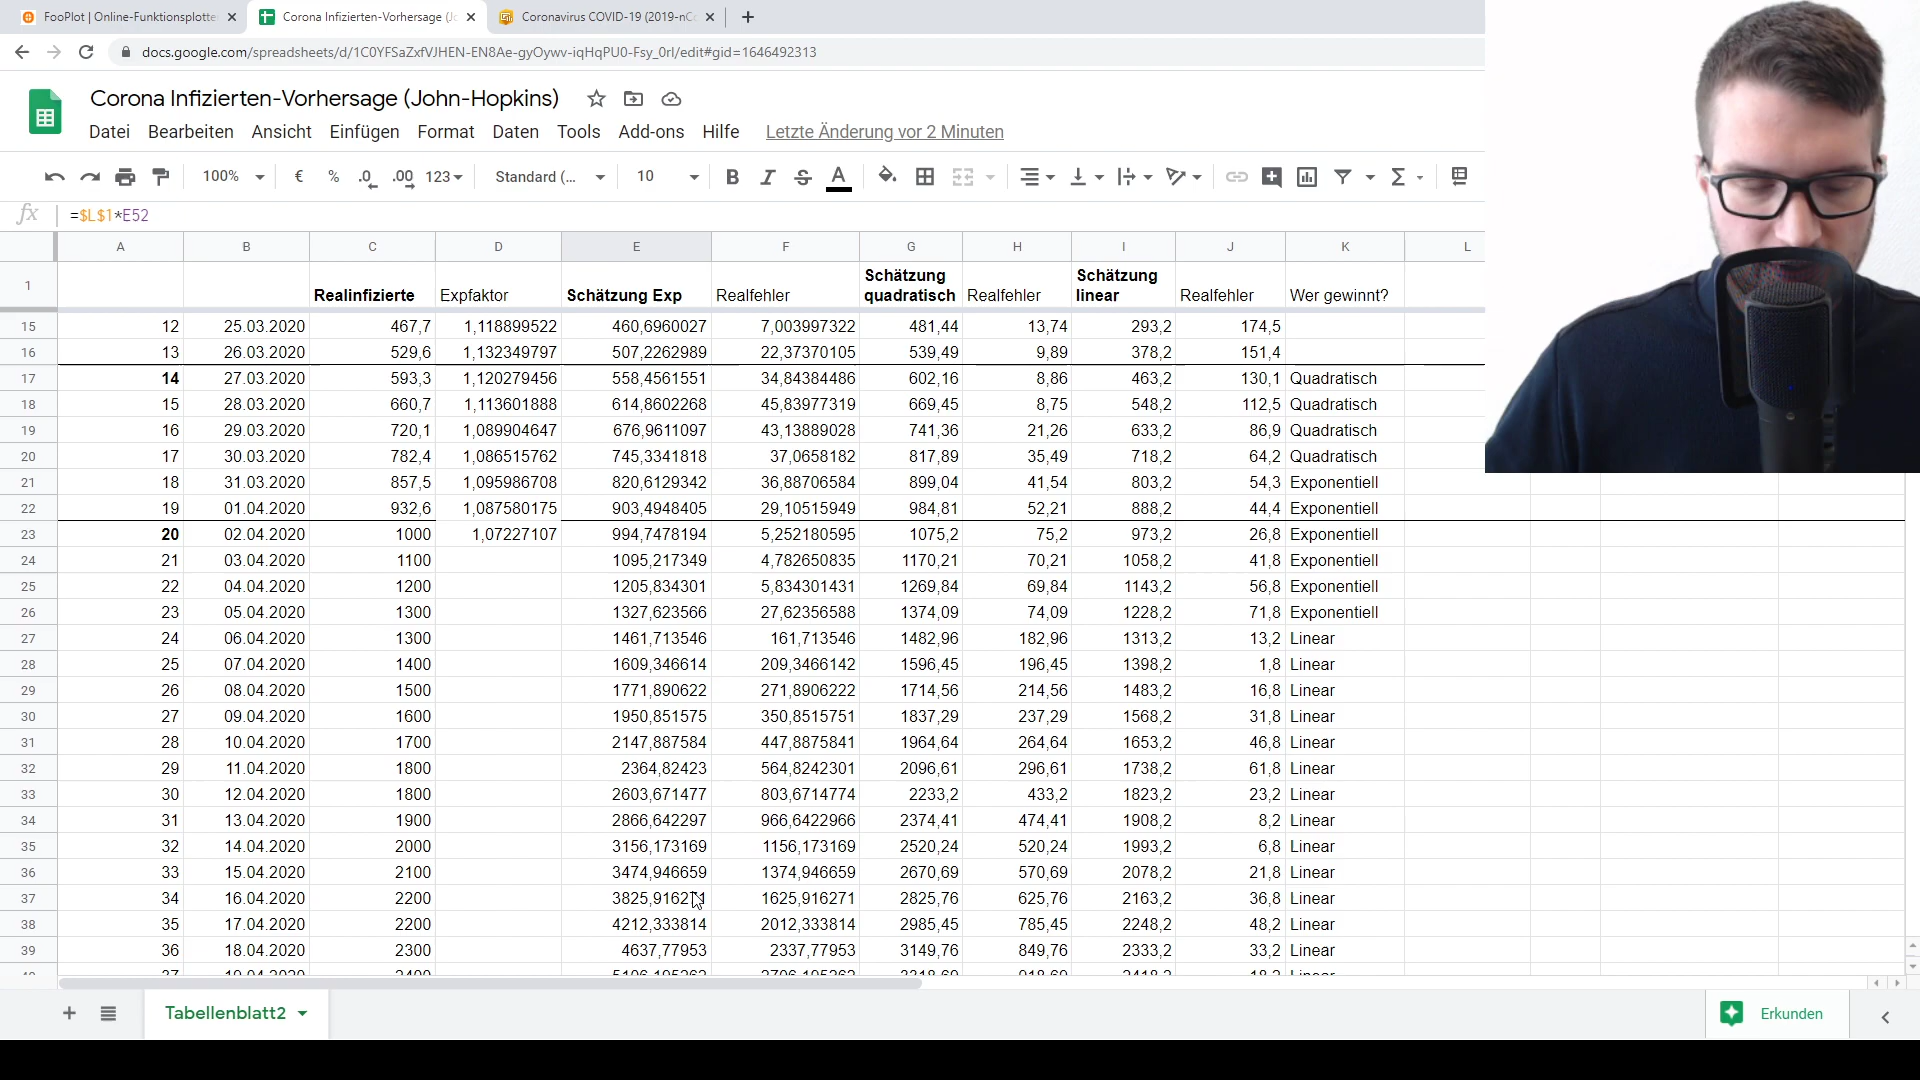 FooPlot | Online-Funktionsplotte
Corona Infizierten-Vorhersage (Jo
Coronavirus COVID-19 (2019-nCo
docs.google.com/spreadsheets/d/1C0YFSaZxfVJHEN-EN8Ae-gyOywv-iqHqPU0-Fsy_0rI/edit#gid=1646492313
Corona Infizierten-Vorhersage (John-Hopkins)
Datei Bearbeiten Ansicht Einfügen Format Daten Tools Add-ons Hilfe Letzte Änderung vor 2 Minuten
100% € % .0 .00 123 Standard (... 10 B I S A Σ
fx =$L$1*E52
A B C D E F G H I J K L
1 Realinfizierte Expfaktor Schätzung Exp Realfehler Schätzung quadratisch Realfehler Schätzung linear Realfehler Wer gewinnt?
15 12 25.03.2020 467,7 1,118899522 460,6960027 7,003997322 481,44 13,74 293,2 174,5
16 13 26.03.2020 529,6 1,132349797 507,2262989 22,37370105 539,49 9,89 378,2 151,4
17 14 27.03.2020 593,3 1,120279456 558,4561551 34,84384486 602,16 8,86 463,2 130,1 Quadratisch
18 15 28.03.2020 660,7 1,113601888 614,8602268 45,83977319 669,45 8,75 548,2 112,5 Quadratisch
19 16 29.03.2020 720,1 1,089904647 676,9611097 43,13889028 741,36 21,26 633,2 86,9 Quadratisch
20 17 30.03.2020 782,4 1,086515762 745,3341818 37,0658182 817,89 35,49 718,2 64,2 Quadratisch
21 18 31.03.2020 857,5 1,095986708 820,6129342 36,88706584 899,04 41,54 803,2 54,3 Exponentiell
22 19 01.04.2020 932,6 1,087580175 903,4948405 29,10515949 984,81 52,21 888,2 44,4 Exponentiell
23 20 02.04.2020 1000 1,07227107 994,7478194 5,252180595 1075,2 75,2 973,2 26,8 Exponentiell
24 21 03.04.2020 1100 1095,217349 4,782650835 1170,21 70,21 1058,2 41,8 Exponentiell
25 22 04.04.2020 1200 1205,834301 5,834301431 1269,84 69,84 1143,2 56,8 Exponentiell
26 23 05.04.2020 1300 1327,623566 27,62356588 1374,09 74,09 1228,2 71,8 Exponentiell
27 24 06.04.2020 1300 1461,713546 161,713546 1482,96 182,96 1313,2 13,2 Linear
28 25 07.04.2020 1400 1609,346614 209,3466142 1596,45 196,45 1398,2 1,8 Linear
29 26 08.04.2020 1500 1771,890622 271,8906222 1714,56 214,56 1483,2 16,8 Linear
30 27 09.04.2020 1600 1950,851575 350,8515751 1837,29 237,29 1568,2 31,8 Linear
31 28 10.04.2020 1700 2147,887584 447,8875841 1964,64 264,64 1653,2 46,8 Linear
32 29 11.04.2020 1800 2364,82423 564,8242301 2096,61 296,61 1738,2 61,8 Linear
33 30 12.04.2020 1800 2603,671477 803,6714774 2233,2 433,2 1823,2 23,2 Linear
34 31 13.04.2020 1900 2866,642297 966,6422966 2374,41 474,41 1908,2 8,2 Linear
35 32 14.04.2020 2000 3156,173169 1156,173169 2520,24 520,24 1993,2 6,8 Linear
36 33 15.04.2020 2100 3474,946659 1374,946659 2670,69 570,69 2078,2 21,8 Linear
37 34 16.04.2020 2200 3825,916271 1625,916271 2825,76 625,76 2163,2 36,8 Linear
38 35 17.04.2020 2200 4212,333814 2012,333814 2985,45 785,45 2248,2 48,2 Linear
39 36 18.04.2020 2300 4637,77953 2337,77953 3149,76 849,76 2333,2 33,2 Linear
Tabellenblatt2
Erkunden